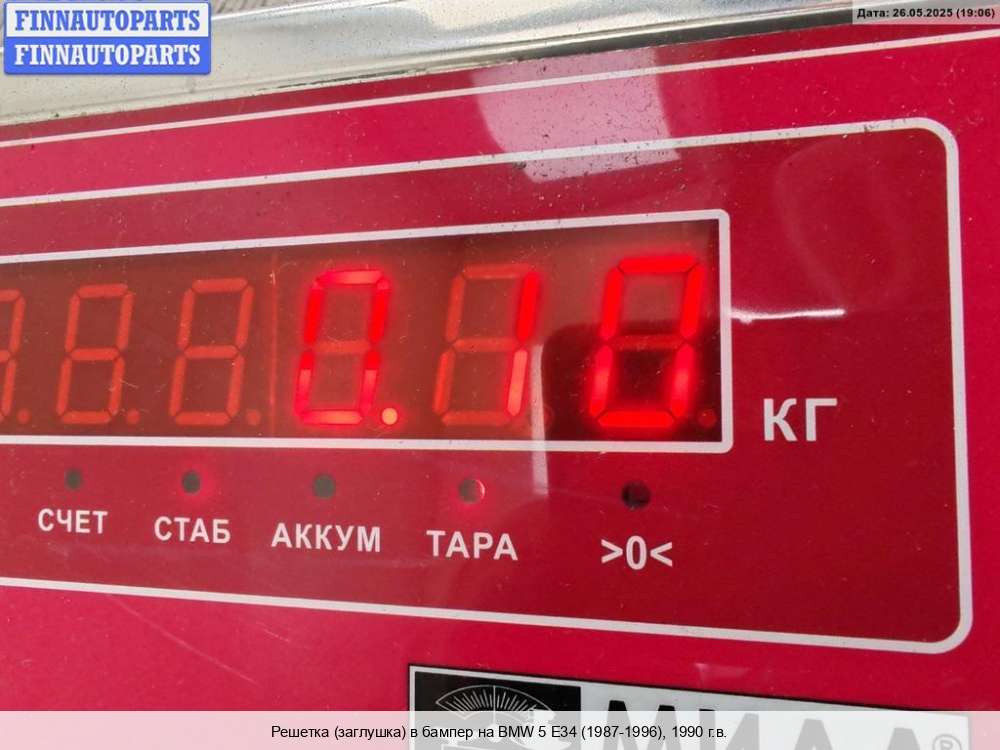 FINNAUTOPARTS
FINNAUTOPARTS
Дата: 26.05.2025 (19:06)
0.10
КГ
СЧЕТ СТАБ АККУМ ТАРА >0<
Решетка (заглушка) в бампер на BMW 5 E34 (1987-1996), 1990 г.в.